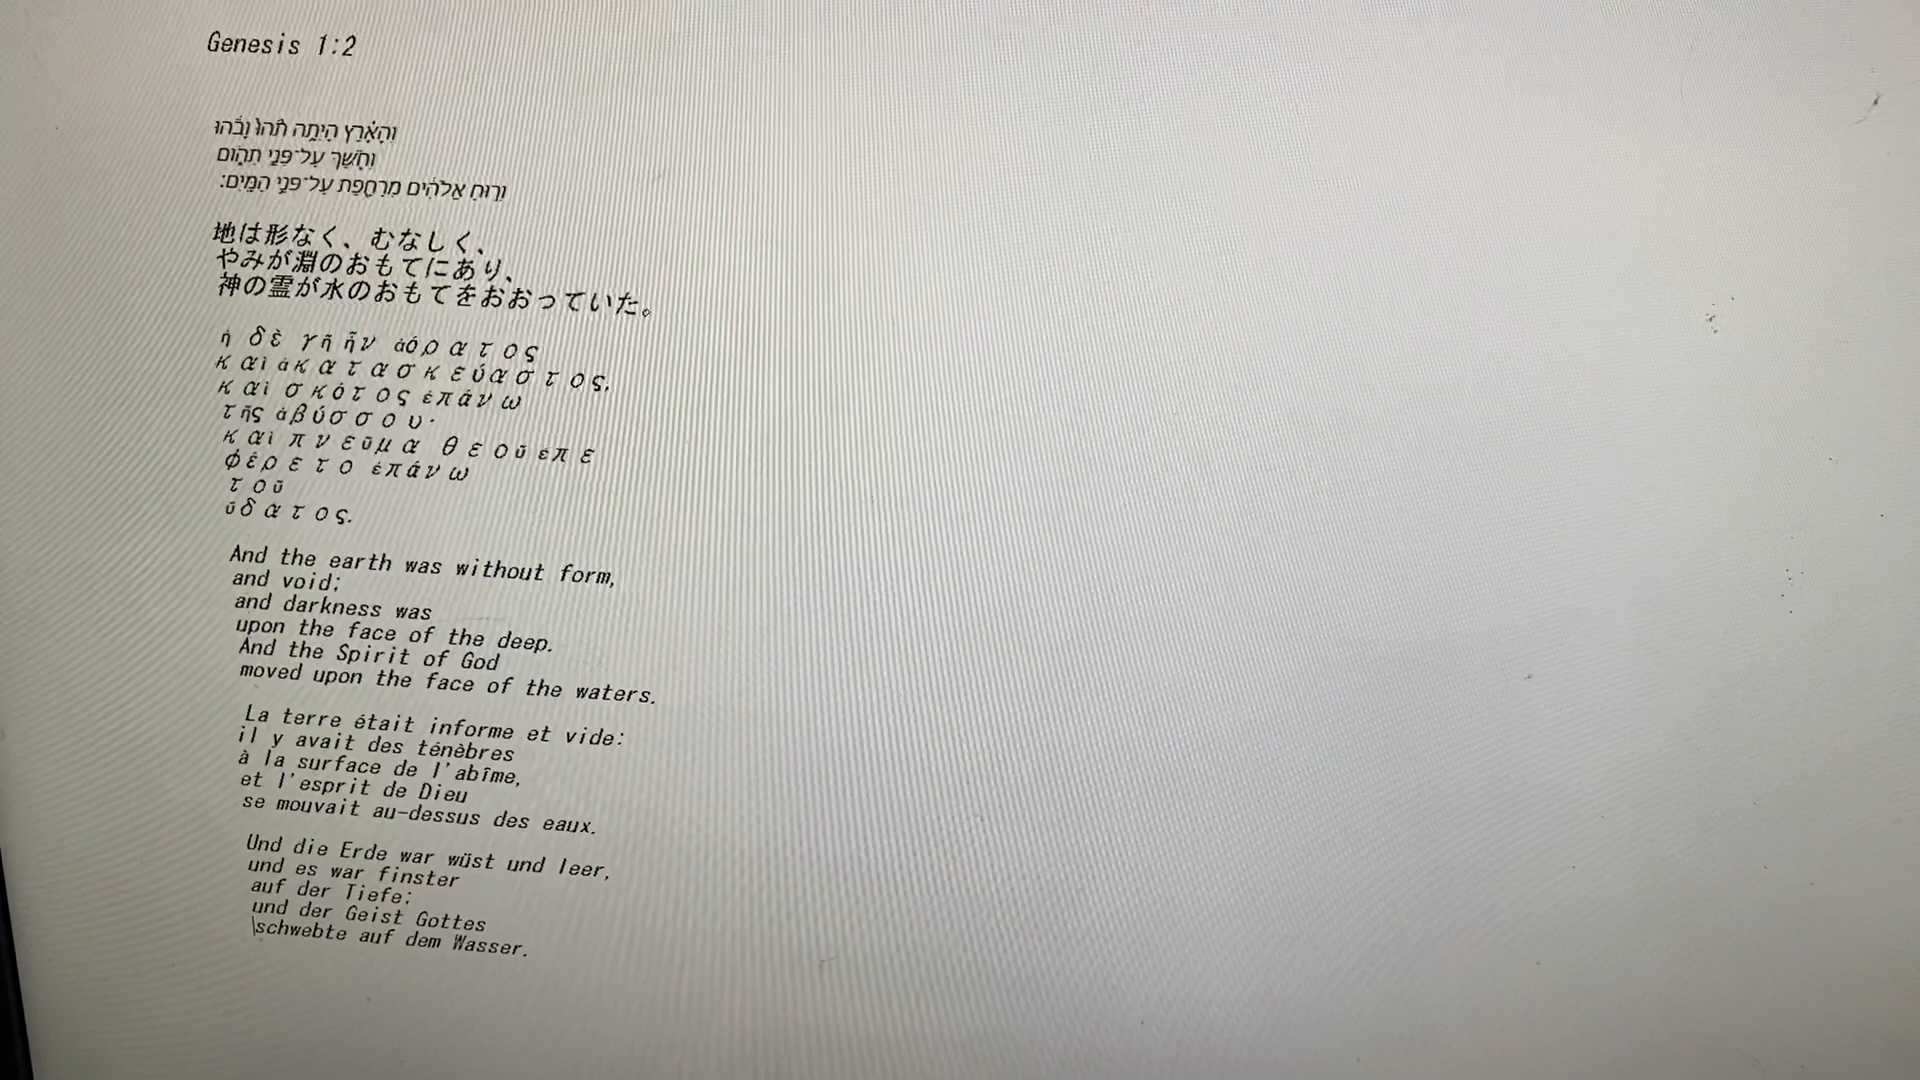 Genesis 1:2
וְהָאָ֗רֶץ הָיְתָ֥ה תֹ֙הוּ֙ וָבֹ֔הוּ
וְחֹ֖שֶׁךְ עַל־פְּנֵ֣י תְה֑וֹם
וְר֣וּחַ אֱלֹהִ֔ים מְרַחֶ֖פֶת עַל־פְּנֵ֥י הַמָּֽיִם׃
地は形なく、むなしく、
やみが淵のおもてにあり、
神の霊が水のおもてをおおっていた。
ἡ δὲ γῆ ἦν ἀόρατος
καὶ ἀκατασκεύαστος,
καὶ σκότος ἐπάνω
τῆς ἀβύσσου·
καὶ πνεῦμα θεοῦ ἐπε
φέρετο ἐπάνω
τοῦ
ὕδατος.
And the earth was without form,
and void;
and darkness was
upon the face of the deep.
And the Spirit of God
moved upon the face of the waters.
La terre était informe et vide:
il y avait des ténèbres
à la surface de l'abîme,
et l'esprit de Dieu
se mouvait au-dessus des eaux.
Und die Erde war wüst und leer,
und es war finster
auf der Tiefe;
und der Geist Gottes
schwebte auf dem Wasser.